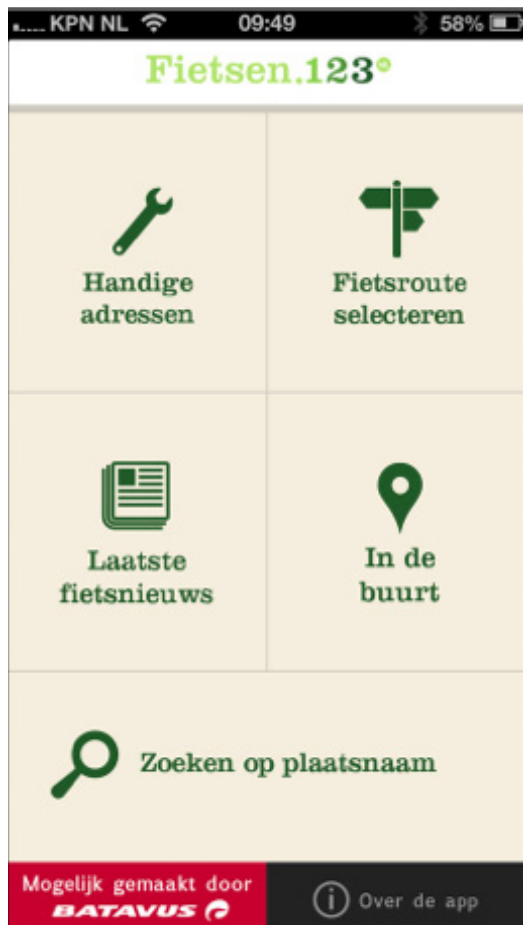 KPN NL 09:49 58%
Fietsen.123
Handige
adressen
Fietsroute
selecteren
Laatste
fietsnieuws
In de
buurt
Zoeken op plaatsnaam
Mogelijk gemaakt door
BATAVUS
Over de app